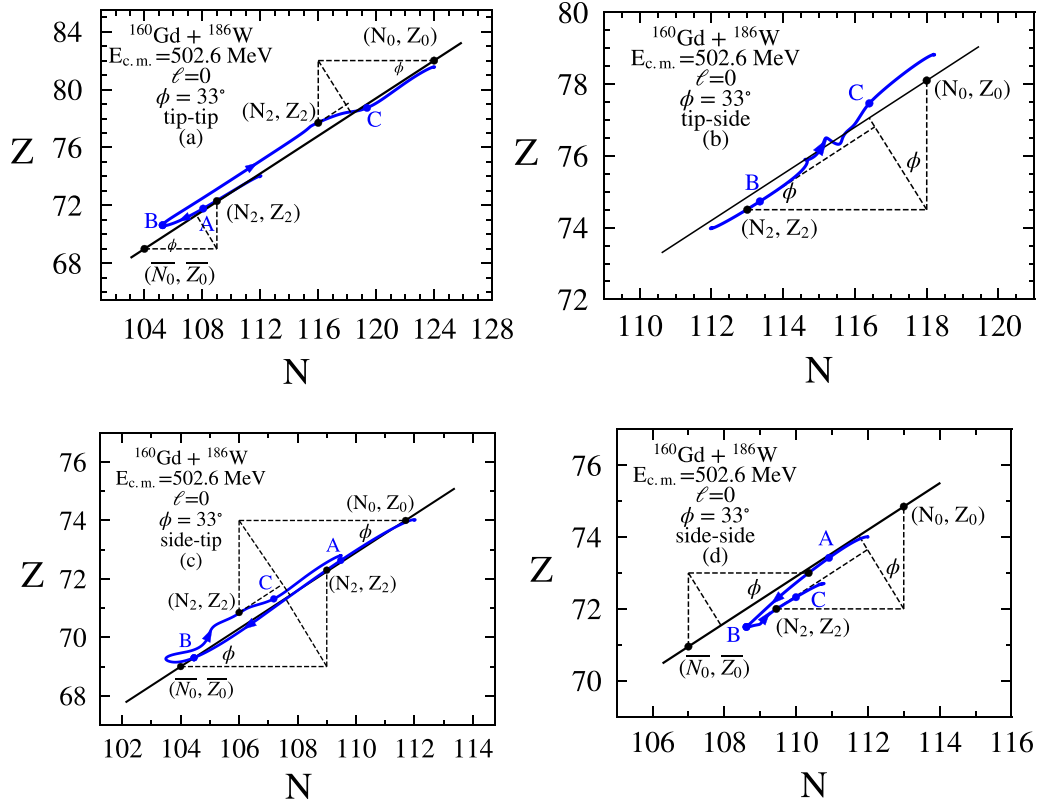 84
80
76
72
68
Z
104
108
112
116
120
124
128
N
¹⁶⁰Gd + ¹⁸⁶W
E_c.m.=502.6 MeV
ℓ=0
ϕ = 33°
tip-tip
(a)
(N₀, Z₀)
ϕ
(N₂, Z₂)
C
B
A
(N₂, Z₂)
ϕ
(N̅₀̅, Z̅₀̅)
80
78
76
74
72
Z
110
112
114
116
118
120
N
¹⁶⁰Gd + ¹⁸⁶W
E_c.m.=502.6 MeV
ℓ=0
ϕ = 33°
tip-side
(b)
C
(N₀, Z₀)
ϕ
B
ϕ
(N₂, Z₂)
76
74
72
70
68
Z
102
104
106
108
110
112
114
N
¹⁶⁰Gd + ¹⁸⁶W
E_c.m.=502.6 MeV
ℓ=0
ϕ = 33°
side-tip
(c)
(N₀, Z₀)
ϕ
A
C
(N₂, Z₂)
(N₂, Z₂)
B
ϕ
(N̅₀̅, Z̅₀̅)
76
74
72
70
Z
106
108
110
112
114
116
N
¹⁶⁰Gd + ¹⁸⁶W
E_c.m.=502.6 MeV
ℓ=0
ϕ = 33°
side-side
(d)
(N₀, Z₀)
A
ϕ
ϕ
C
B
(N₂, Z₂)
(N̅₀̅, Z̅₀̅)